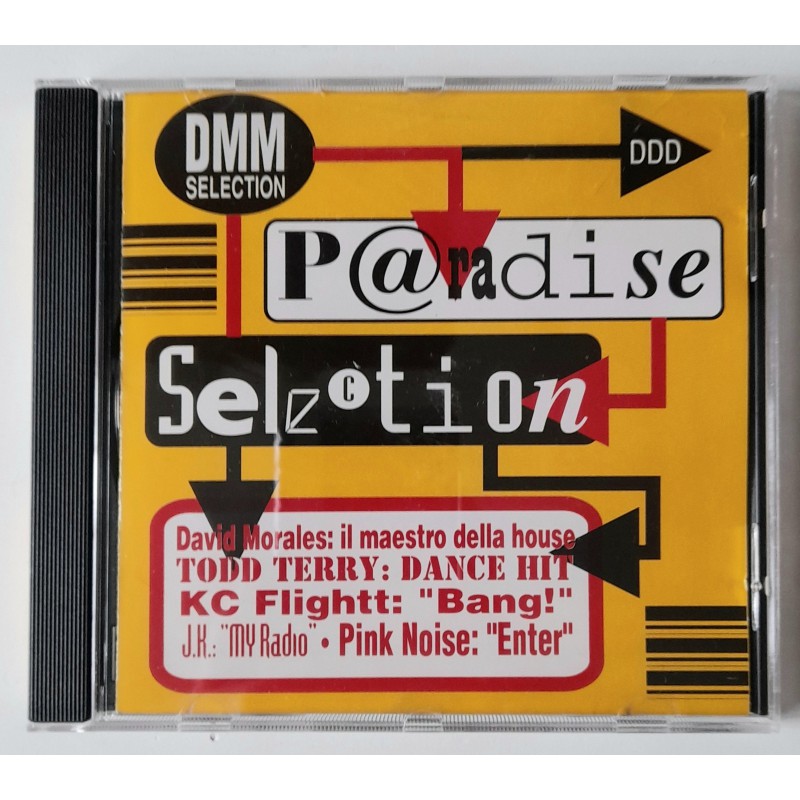 DMM
SELECTION
DDD
P@radise
Selection
David Morales: il maestro della house
TODD TERRY: DANCE HIT
KC Flightt: "Bang!"
J.K.: "MY Radio" • Pink Noise: "Enter"